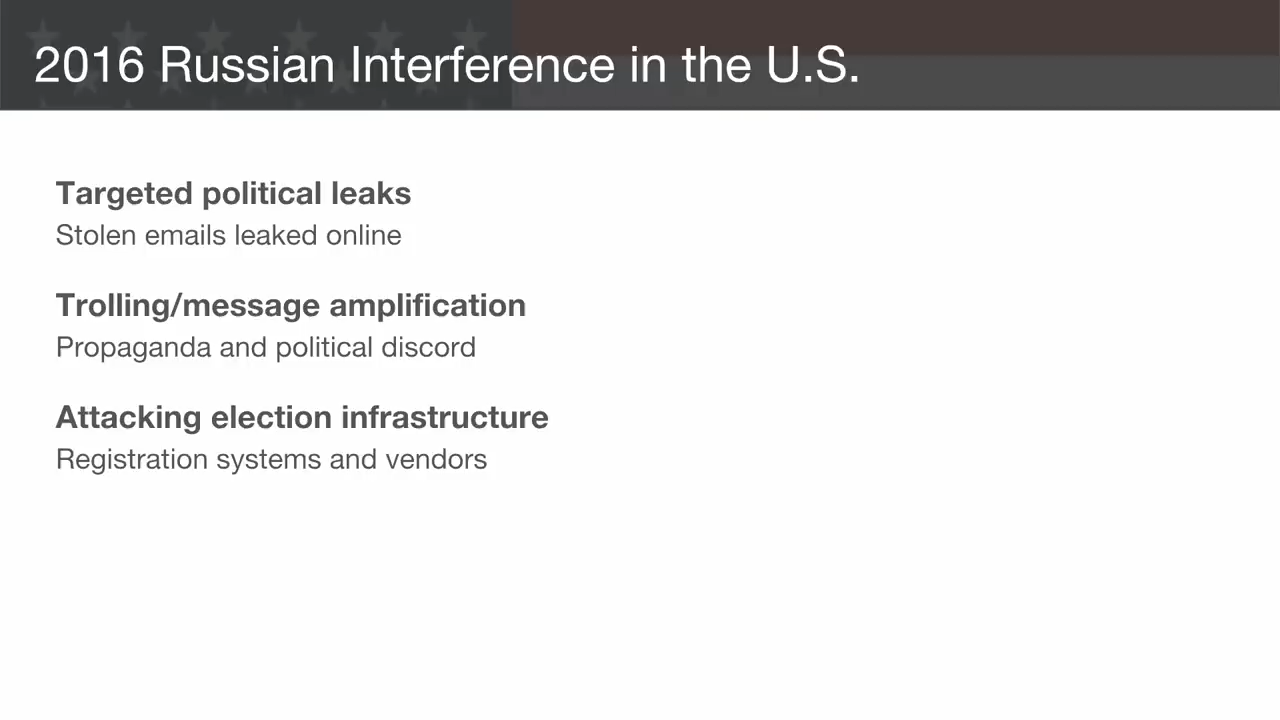 2016 Russian Interference in the U.S.
Targeted political leaks
Stolen emails leaked online
Trolling/message amplification
Propaganda and political discord
Attacking election infrastructure
Registration systems and vendors